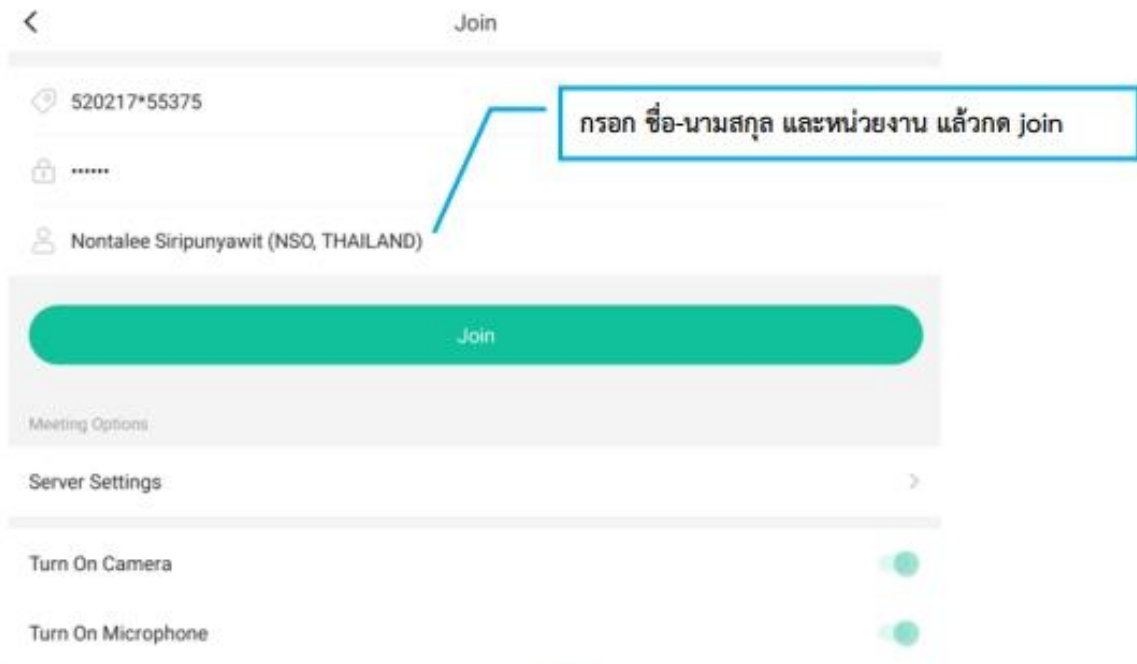 Join
520217*55375
กรอก ชื่อ-นามสกุล และหน่วยงาน แล้วกด join
••••••
Nontalee Siripunyawit (NSO, THAILAND)
Join
Meeting Options
Server Settings
Turn On Camera
Turn On Microphone